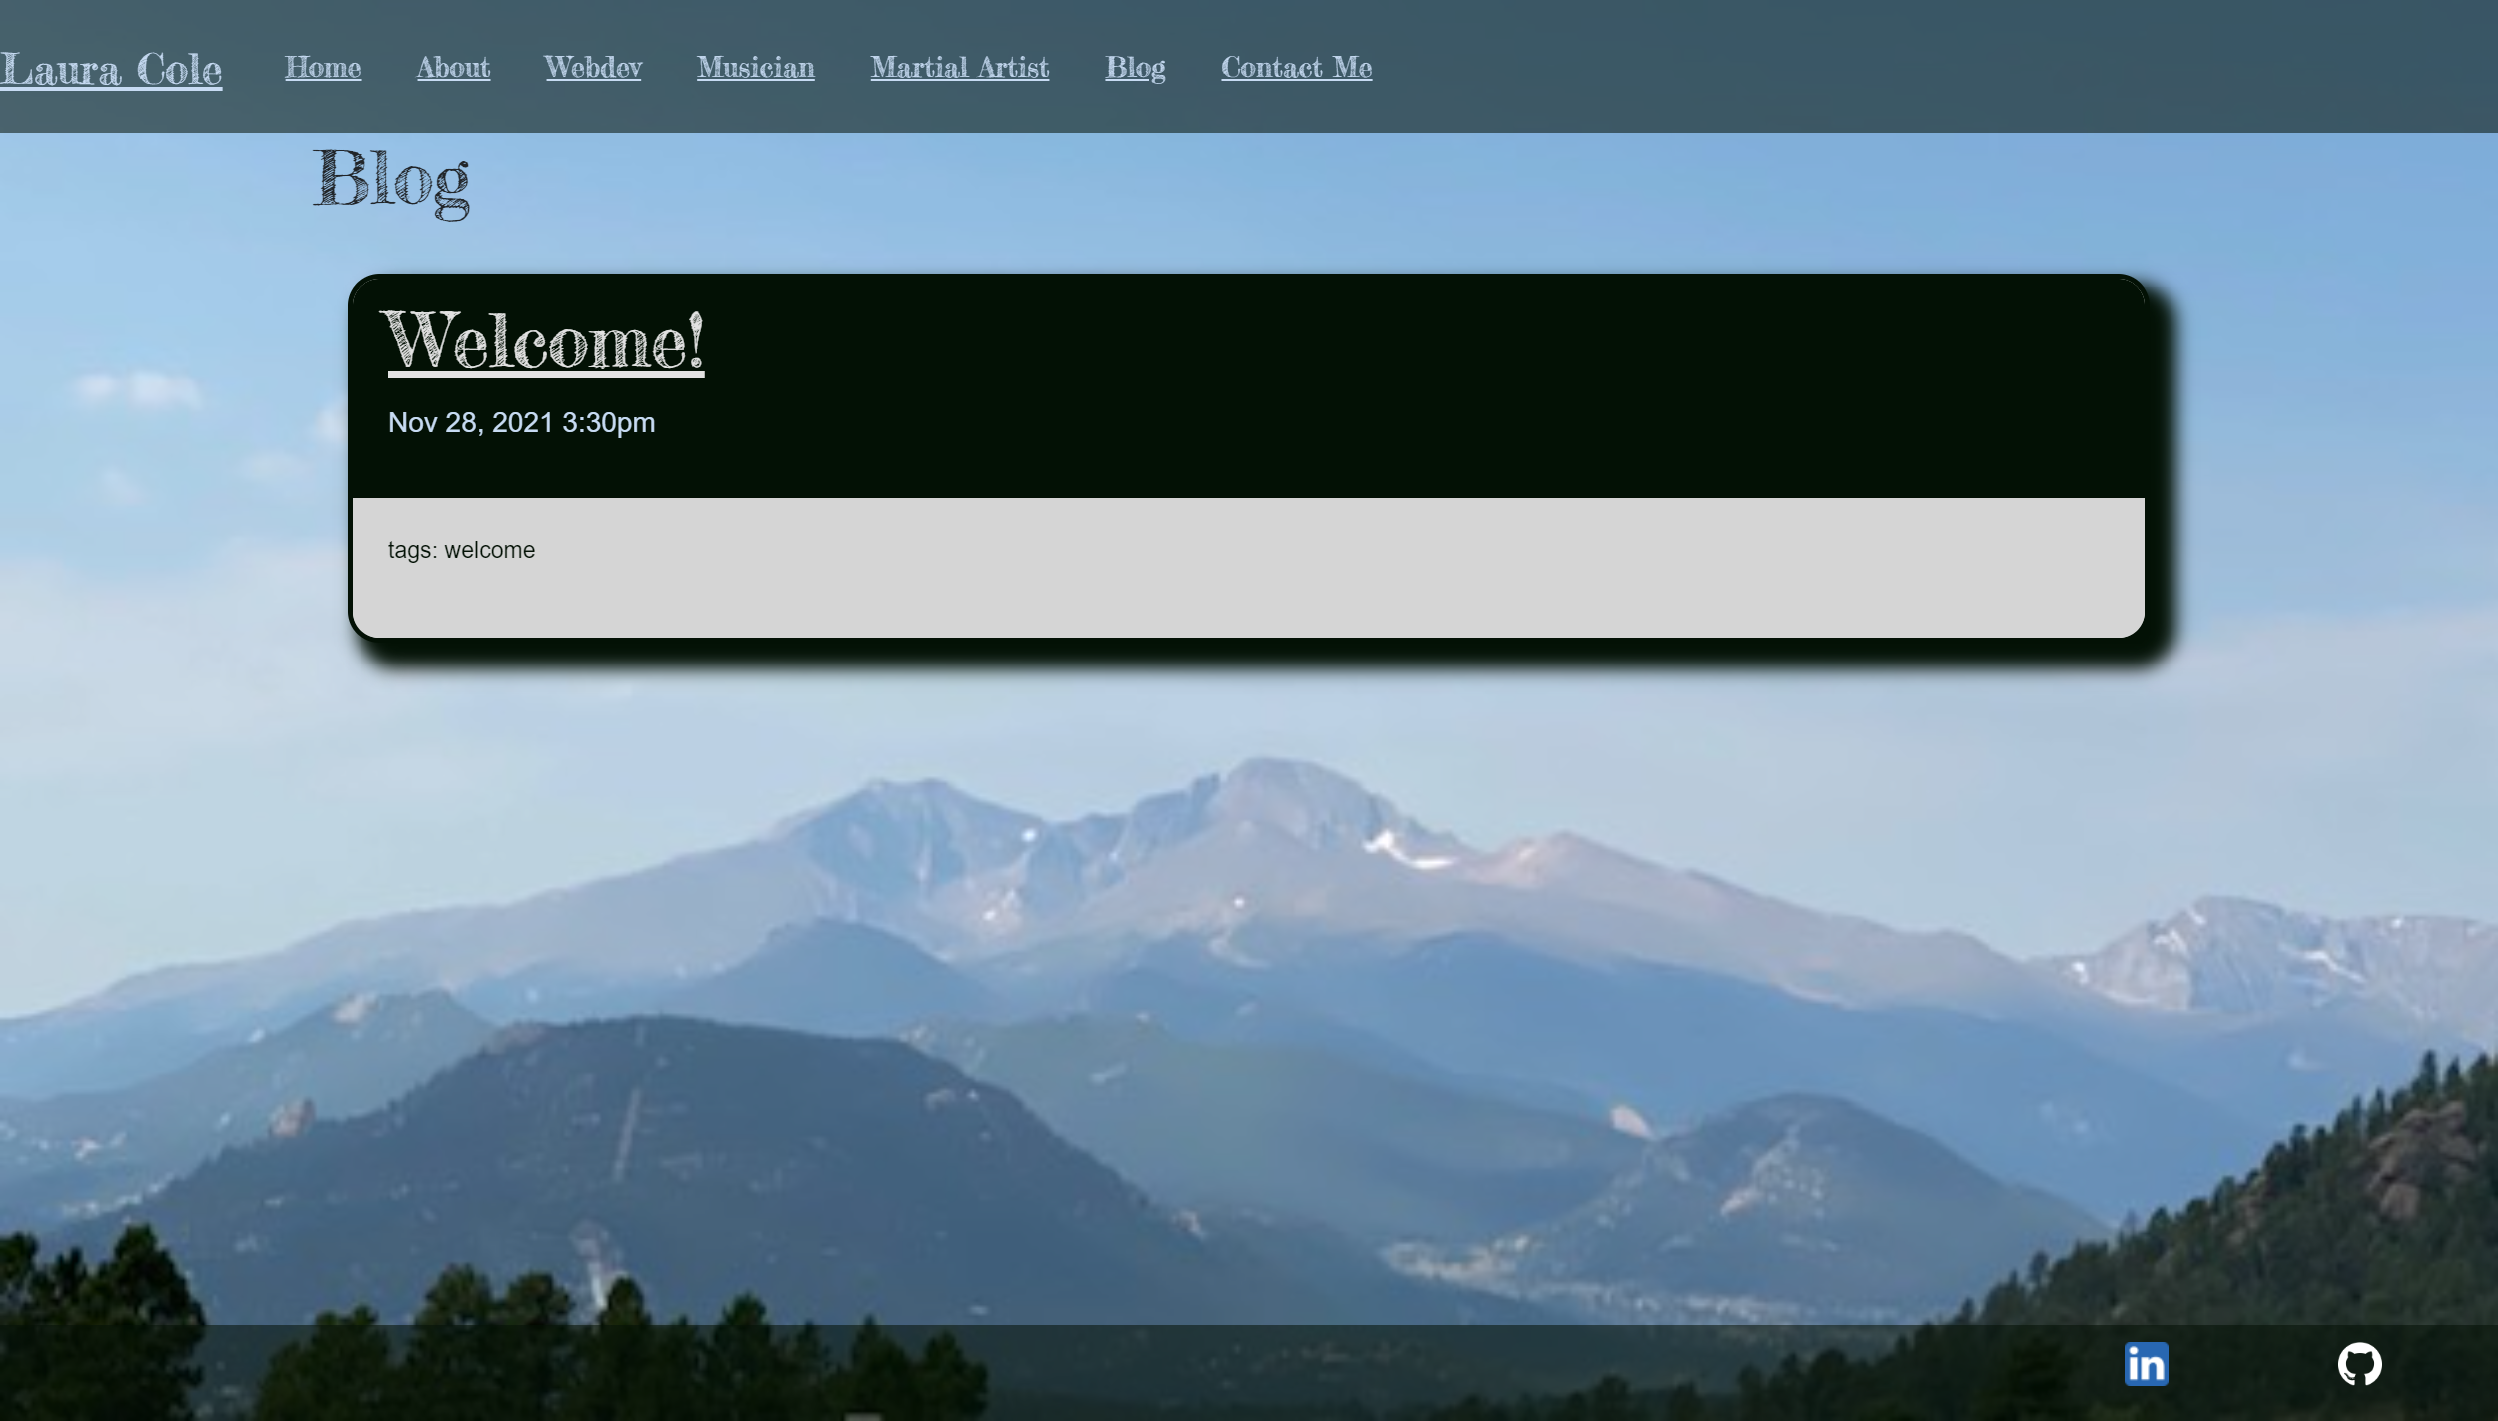 Laura Cole Home About Webdev Musician Martial Artist Blog Contact Me
Blog
Welcome!
Nov 28, 2021 3:30pm
tags: welcome
in